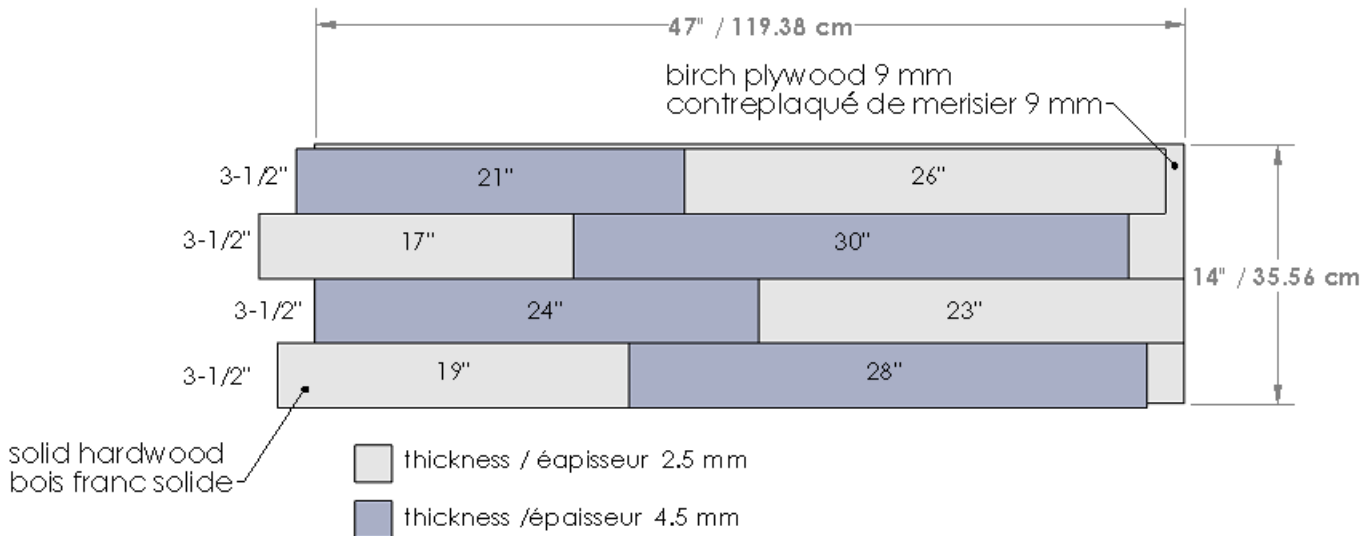 47" / 119.38 cm
birch plywood 9 mm
contreplaqué de merisier 9 mm
3-1/2" 21" 26"
3-1/2" 17" 30"
14" / 35.56 cm
3-1/2" 24" 23"
3-1/2" 19" 28"
solid hardwood
bois franc solide
thickness / éapisseur 2.5 mm
thickness /épaisseur 4.5 mm